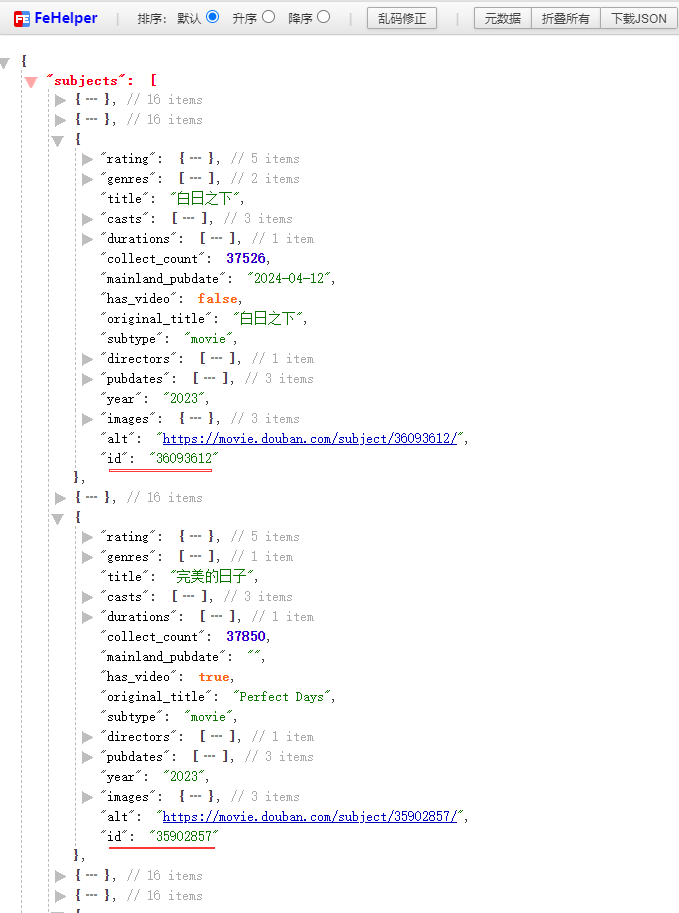 FeHelper | 排序: 默认 升序 降序 | 乱码修正 | 元数据 折叠所有 下载JSON
{
"subjects": [
{ ... }, // 16 items
{ ... }, // 16 items
{
"rating": { ... }, // 5 items
"genres": [ ... ], // 2 items
"title": "白日之下",
"casts": [ ... ], // 3 items
"durations": [ ... ], // 1 item
"collect_count": 37526,
"mainland_pubdate": "2024-04-12",
"has_video": false,
"original_title": "白日之下",
"subtype": "movie",
"directors": [ ... ], // 1 item
"pubdates": [ ... ], // 3 items
"year": "2023",
"images": { ... }, // 3 items
"alt": "https://movie.douban.com/subject/36093612/",
"id": "36093612"
},
{ ... }, // 16 items
{
"rating": { ... }, // 5 items
"genres": [ ... ], // 1 item
"title": "完美的日子",
"casts": [ ... ], // 3 items
"durations": [ ... ], // 1 item
"collect_count": 37850,
"mainland_pubdate": "",
"has_video": true,
"original_title": "Perfect Days",
"subtype": "movie",
"directors": [ ... ], // 1 item
"pubdates": [ ... ], // 3 items
"year": "2023",
"images": { ... }, // 3 items
"alt": "https://movie.douban.com/subject/35902857/",
"id": "35902857"
},
{ ... }, // 16 items
{ ... }, // 16 items